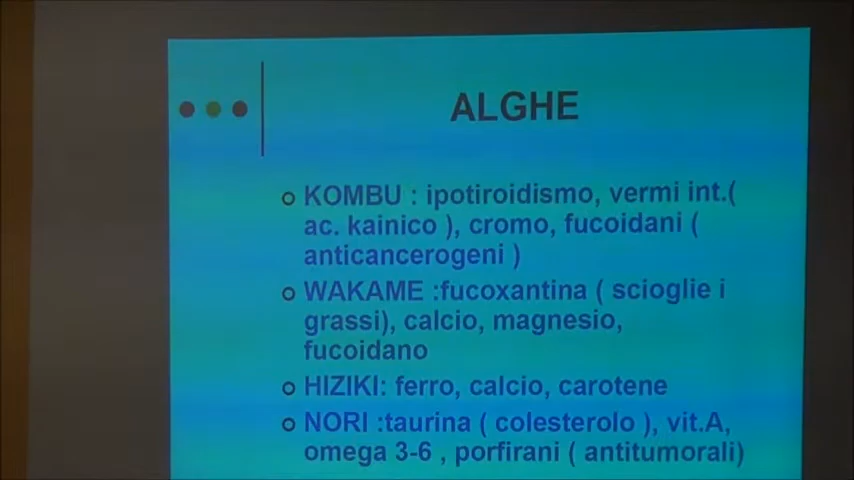 ALGHE
KOMBU : ipotiroidismo, vermi int.(
ac. kainico ), cromo, fucoidani (
anticancerogeni )
WAKAME :fucoxantina ( scioglie i
grassi), calcio, magnesio,
fucoidano
HIZIKI: ferro, calcio, carotene
NORI :taurina ( colesterolo ), vit.A,
omega 3-6 , porfirani ( antitumorali)